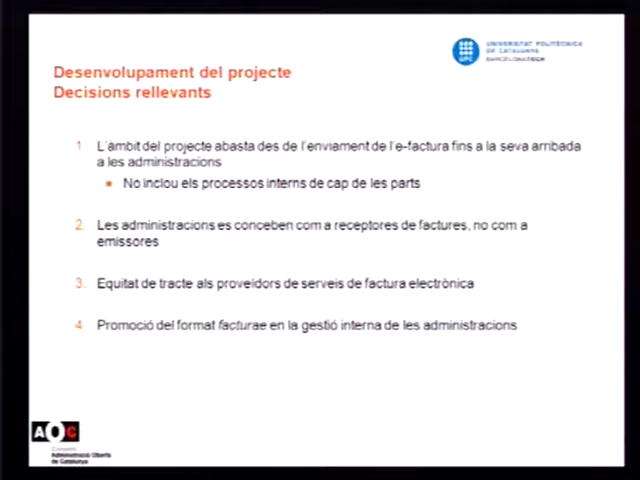 UNIVERSITAT POLITÈCNICA
DE CATALUNYA
BARCELONATECH
UPC
Desenvolupament del projecte
Decisions rellevants
1. L'àmbit del projecte abasta des de l'enviament de l'e-factura fins a la seva arribada
a les administracions
• No inclou els processos interns de cap de les parts
2. Les administracions es conceben com a receptores de factures, no com a
emissores
3. Equitat de tracte als proveïdors de serveis de factura electrònica
4. Promoció del format facturae en la gestió interna de les administracions
AOC
Consorci
Administració Oberta
de Catalunya